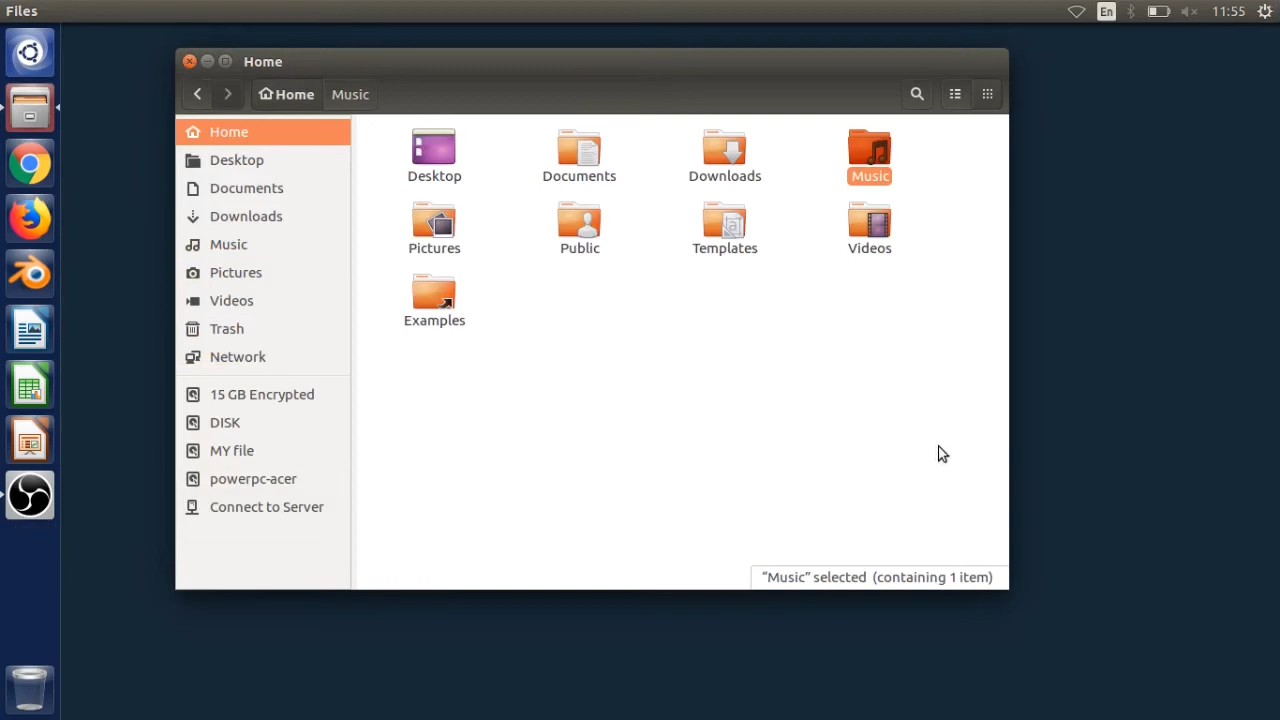 Files
En
11:55
Home
Home
Music
Home
Desktop
Documents
Downloads
Music
Pictures
Videos
Trash
Network
15 GB Encrypted
DISK
MY file
powerpc-acer
Connect to Server
Desktop
Documents
Downloads
Music
Pictures
Public
Templates
Videos
Examples
“Music” selected (containing 1 item)